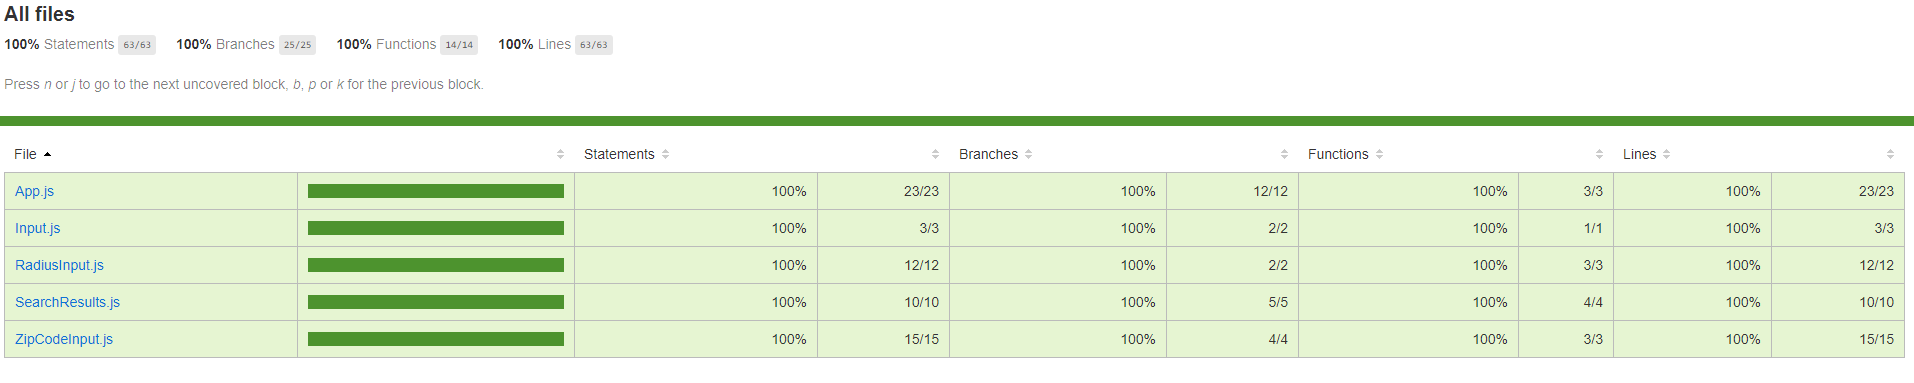 All files
100% Statements 63/63 100% Branches 25/25 100% Functions 14/14 100% Lines 63/63
Press n or j to go to the next uncovered block, b, p or k for the previous block.
File Statements Branches Functions Lines
App.js 100% 23/23 100% 12/12 100% 3/3 100% 23/23
Input.js 100% 3/3 100% 2/2 100% 1/1 100% 3/3
RadiusInput.js 100% 12/12 100% 2/2 100% 3/3 100% 12/12
SearchResults.js 100% 10/10 100% 5/5 100% 4/4 100% 10/10
ZipCodeInput.js 100% 15/15 100% 4/4 100% 3/3 100% 15/15